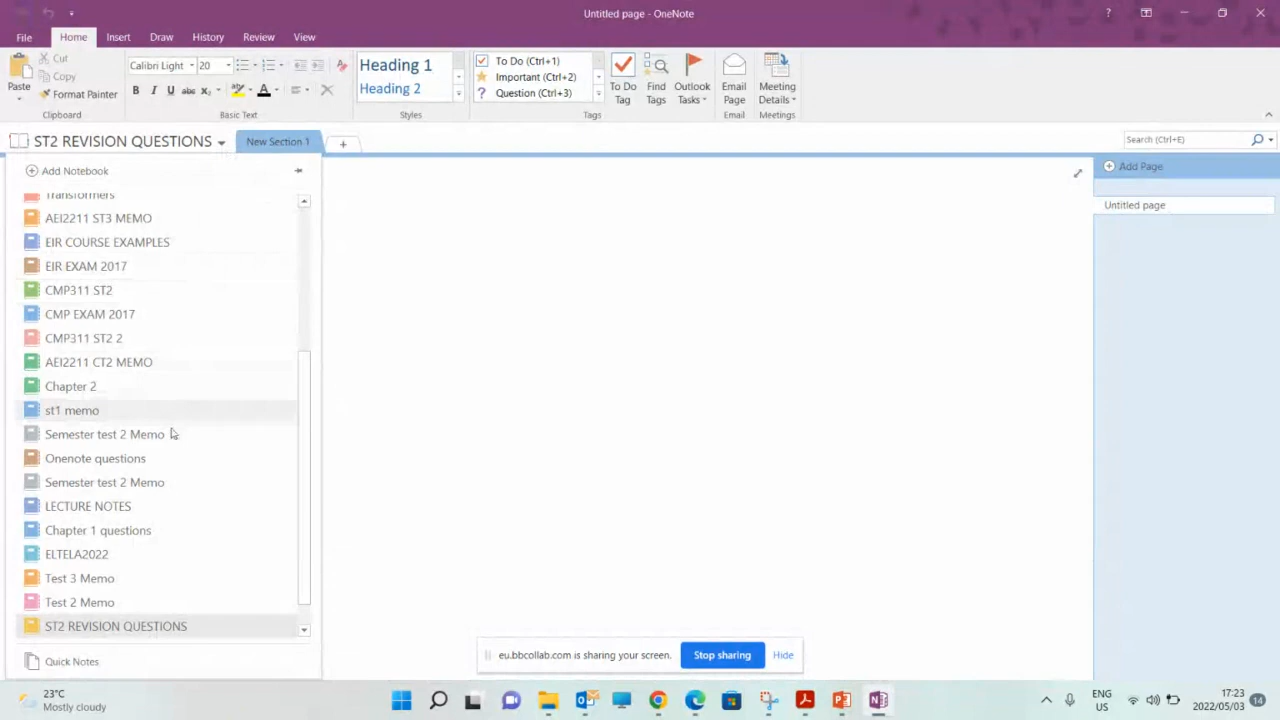 Untitled page - OneNote
File Home Insert Draw History Review View
Paste
Cut
Copy
Format Painter
Clipboard
Calibri Light 20
B I U abc X₂ A
Basic Text
Heading 1
Heading 2
Styles
To Do (Ctrl+1)
Important (Ctrl+2)
Question (Ctrl+3)
To Do Tag
Find Tags
Tags
Outlook Tasks
Email Page
Email
Meeting Details
Meetings
ST2 REVISION QUESTIONS
New Section 1
Search (Ctrl+E)
Add Notebook
Add Page
Untitled page
Transformers
AEI2211 ST3 MEMO
EIR COURSE EXAMPLES
EIR EXAM 2017
CMP311 ST2
CMP EXAM 2017
CMP311 ST2 2
AEI2211 CT2 MEMO
Chapter 2
st1 memo
Semester test 2 Memo
Onenote questions
Semester test 2 Memo
LECTURE NOTES
Chapter 1 questions
ELTELA2022
Test 3 Memo
Test 2 Memo
ST2 REVISION QUESTIONS
Quick Notes
eu.bbcollab.com is sharing your screen. Stop sharing Hide
23°C
Mostly cloudy
ENG
US
17:23
2022/05/03
14